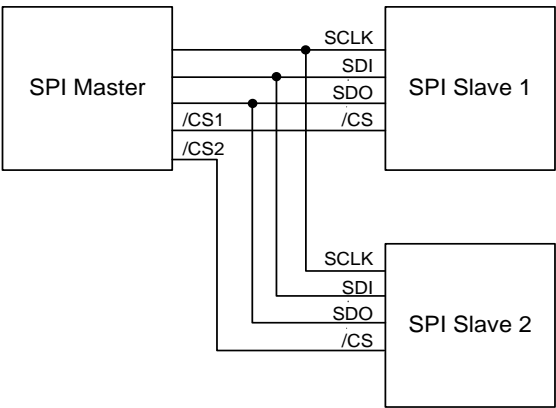 SPI Master
SCLK
SDI
SDO
/CS1
/CS
/CS2
SPI Slave 1
SCLK
SDI
SDO
/CS
SPI Slave 2